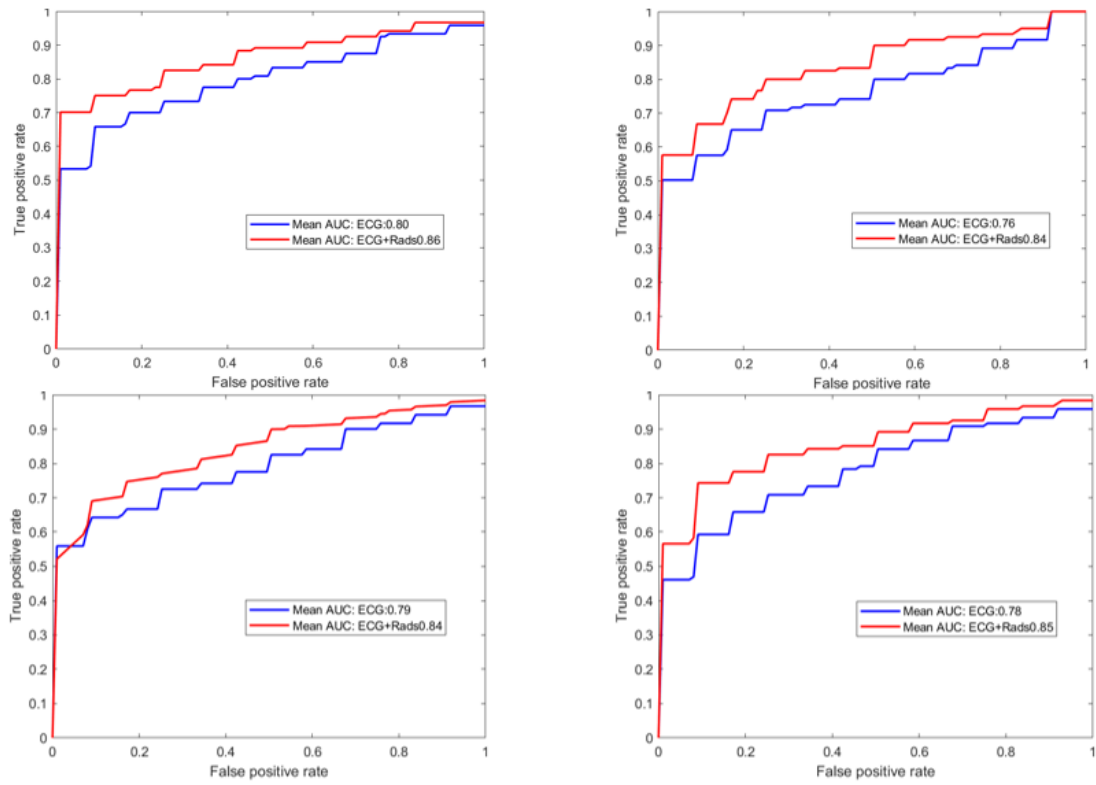 1
0.9
0.8
0.7
0.6
0.5
0.4
0.3
0.2
0.1
0
True positive rate
Mean AUC: ECG:0.80
Mean AUC: ECG+Rads0.86
0 0.2 0.4 0.6 0.8 1
False positive rate
1
0.9
0.8
0.7
0.6
0.5
0.4
0.3
0.2
0.1
0
True positive rate
Mean AUC: ECG:0.76
Mean AUC: ECG+Rads0.84
0 0.2 0.4 0.6 0.8 1
False positive rate
1
0.9
0.8
0.7
0.6
0.5
0.4
0.3
0.2
0.1
0
True positive rate
Mean AUC: ECG:0.79
Mean AUC: ECG+Rads0.84
0 0.2 0.4 0.6 0.8 1
False positive rate
1
0.9
0.8
0.7
0.6
0.5
0.4
0.3
0.2
0.1
0
True positive rate
Mean AUC: ECG:0.78
Mean AUC: ECG+Rads0.85
0 0.2 0.4 0.6 0.8 1
False positive rate